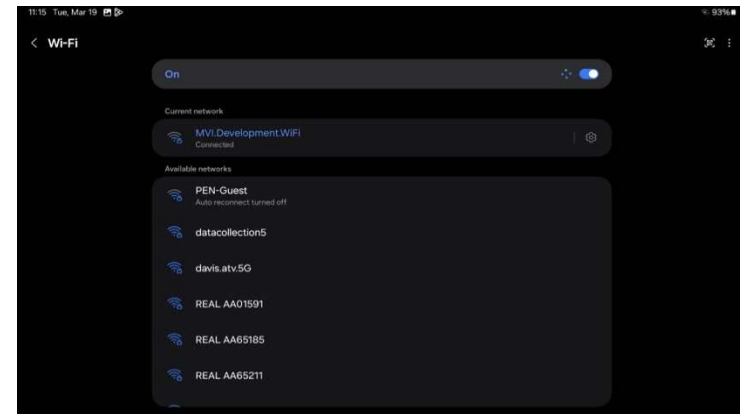 11:15 Tue, Mar 19 93%
Wi-Fi
On
Current network
MVI.Development.WiFi
Connected
Available networks
PEN-Guest
Auto reconnect turned off
datacollection5
davis.atv.5G
REAL AA01591
REAL AA65185
REAL AA65211